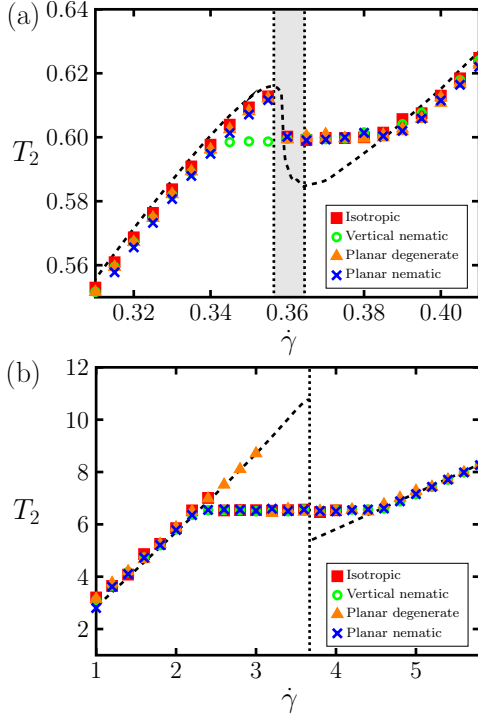 (a)
0.64
0.62
0.60
0.58
0.56
T₂
Isotropic
Vertical nematic
Planar degenerate
Planar nematic
0.32 0.34 0.36 0.38 0.40
γ̇
(b)
12
10
8
6
4
2
T₂
Isotropic
Vertical nematic
Planar degenerate
Planar nematic
1 2 3 4 5
γ̇